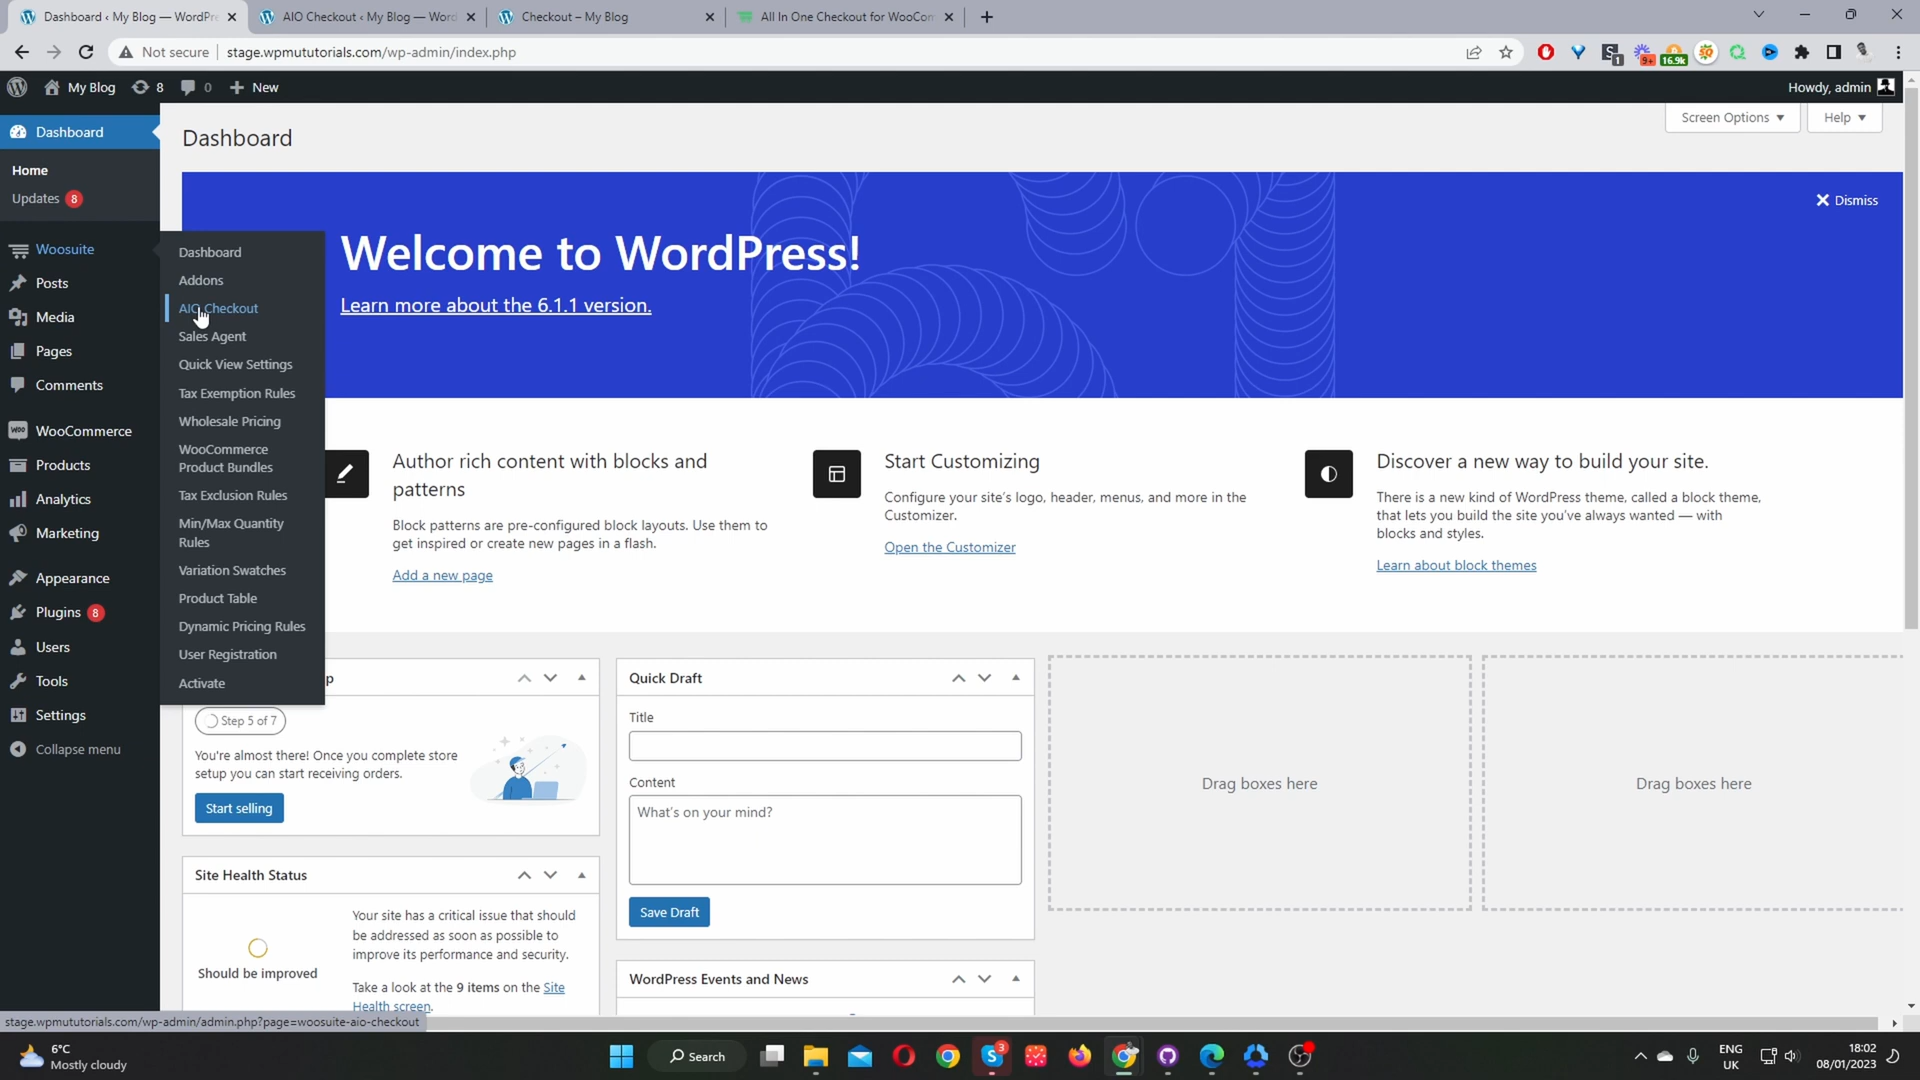 Dashboard ‹ My Blog — WordPre
AIO Checkout ‹ My Blog — Word
Checkout – My Blog
All In One Checkout for WooCom
Not secure
stage.wpmututorials.com/wp-admin/index.php
9+
16.9k
1
My Blog
8
0
New
Howdy, admin
Dashboard
Home
Updates 8
Woosuite
Posts
Media
Pages
Comments
WooCommerce
Products
Analytics
Marketing
Appearance
Plugins 8
Users
Tools
Settings
Collapse menu
Dashboard
Addons
AIO Checkout
Sales Agent
Quick View Settings
Tax Exemption Rules
Wholesale Pricing
WooCommerce
Product Bundles
Tax Exclusion Rules
Min/Max Quantity
Rules
Variation Swatches
Product Table
Dynamic Pricing Rules
User Registration
Activate
Dashboard
Screen Options
Help
Dismiss
Welcome to WordPress!
Learn more about the 6.1.1 version.
Author rich content with blocks and
patterns
Block patterns are pre-configured block layouts. Use them to
get inspired or create new pages in a flash.
Add a new page
Start Customizing
Configure your site's logo, header, menus, and more in the
Customizer.
Open the Customizer
Discover a new way to build your site.
There is a new kind of WordPress theme, called a block theme,
that lets you build the site you've always wanted — with
blocks and styles.
Learn about block themes
p
Step 5 of 7
You're almost there! Once you complete store
setup you can start receiving orders.
Start selling
Site Health Status
Should be improved
Your site has a critical issue that should
be addressed as soon as possible to
improve its performance and security.
Take a look at the 9 items on the Site
Health screen.
Quick Draft
Title
Content
What's on your mind?
Save Draft
WordPress Events and News
Drag boxes here
Drag boxes here
stage.wpmututorials.com/wp-admin/admin.php?page=woosuite-aio-checkout
6°C
Mostly cloudy
Search
3
ENG
UK
18:02
08/01/2023